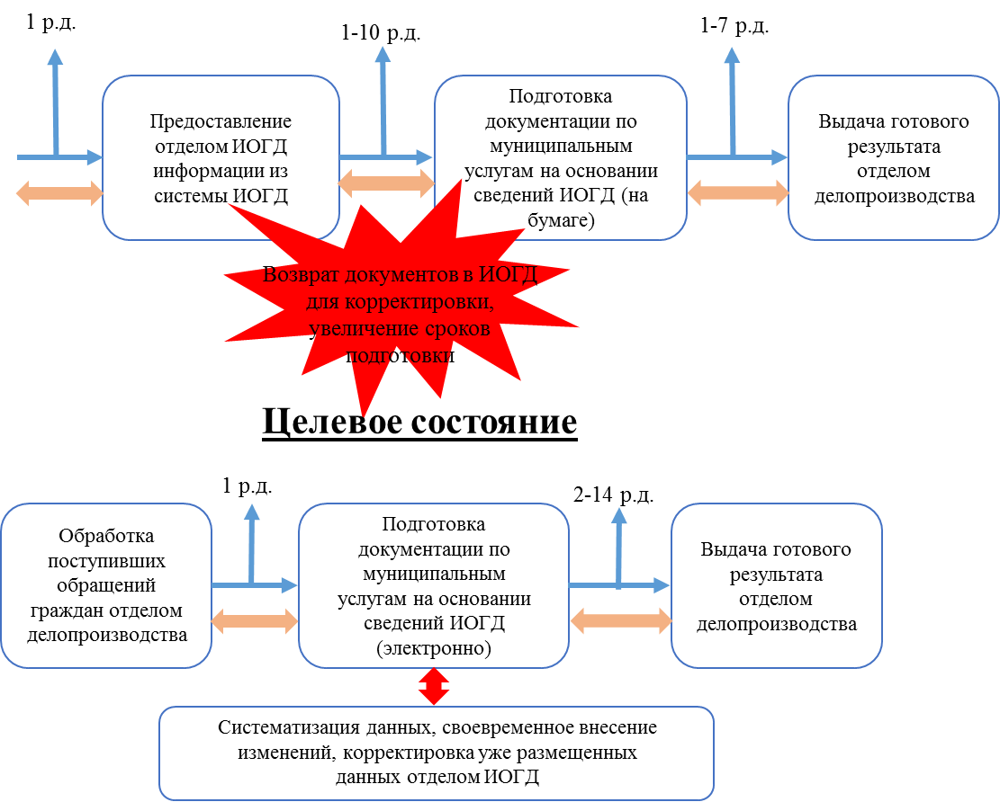 1 р.д.
1-10 р.д.
1-7 р.д.
Предоставление
отделом ИОГД
информации из
системы ИОГД
Подготовка
документации по
муниципальным
услугам на основании
сведений ИОГД (на
бумаге)
Выдача готового
результата
отделом
делопроизводства
Возврат документов в ИОГД
для корректировки,
увеличение сроков
подготовки
Целевое состояние
1 р.д.
2-14 р.д.
Обработка
поступивших
обращений
граждан отделом
делопроизводства
Подготовка
документации по
муниципальным
услугам на основании
сведений ИОГД
(электронно)
Выдача готового
результата
отделом
делопроизводства
Систематизация данных, своевременное внесение
изменений, корректировка уже размещенных
данных отделом ИОГД